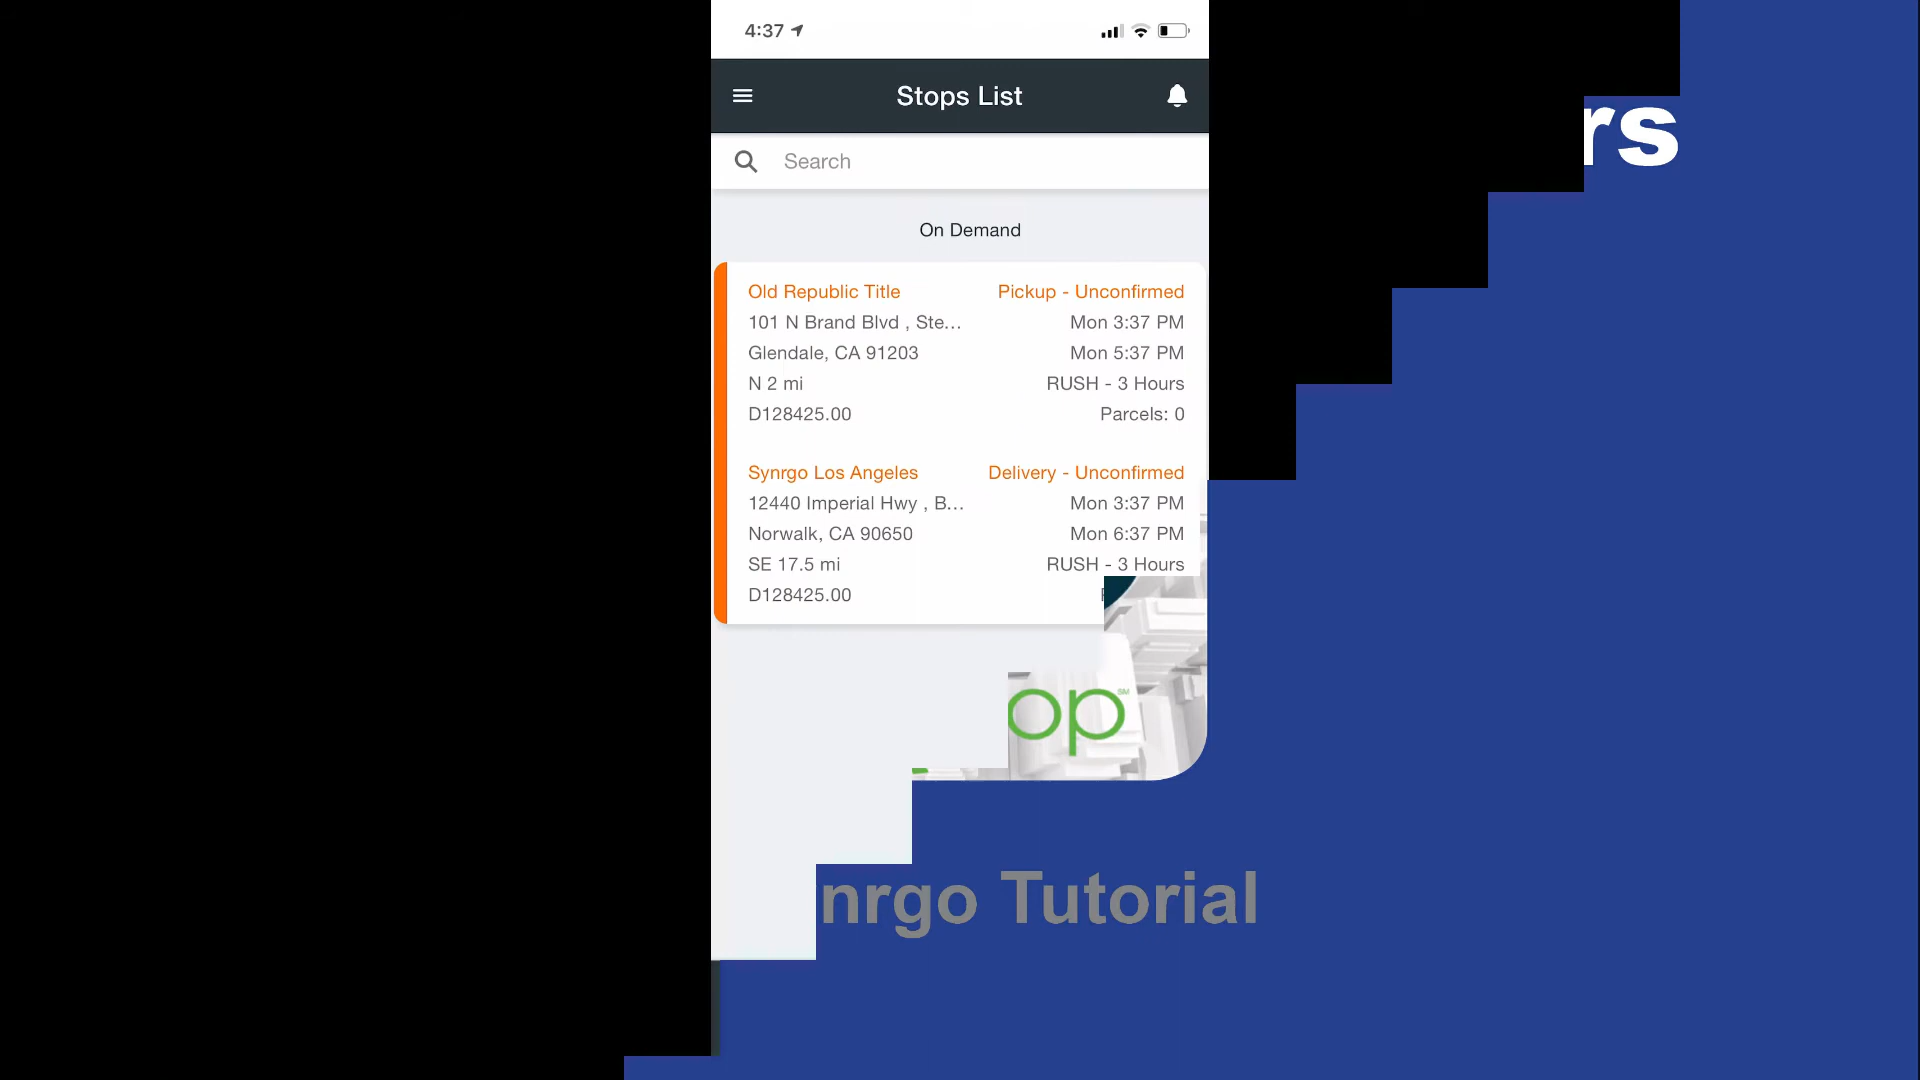 4:37
Stops List
Search
On Demand
Old Republic Title Pickup - Unconfirmed
101 N Brand Blvd , Ste... Mon 3:37 PM
Glendale, CA 91203 Mon 5:37 PM
N 2 mi RUSH - 3 Hours
D128425.00 Parcels: 0
Synrgo Los Angeles Delivery - Unconfirmed
12440 Imperial Hwy , B... Mon 3:37 PM
Norwalk, CA 90650 Mon 6:37 PM
SE 17.5 mi RUSH - 3 Hours
D128425.00
rs
op SM
nrgo Tutorial